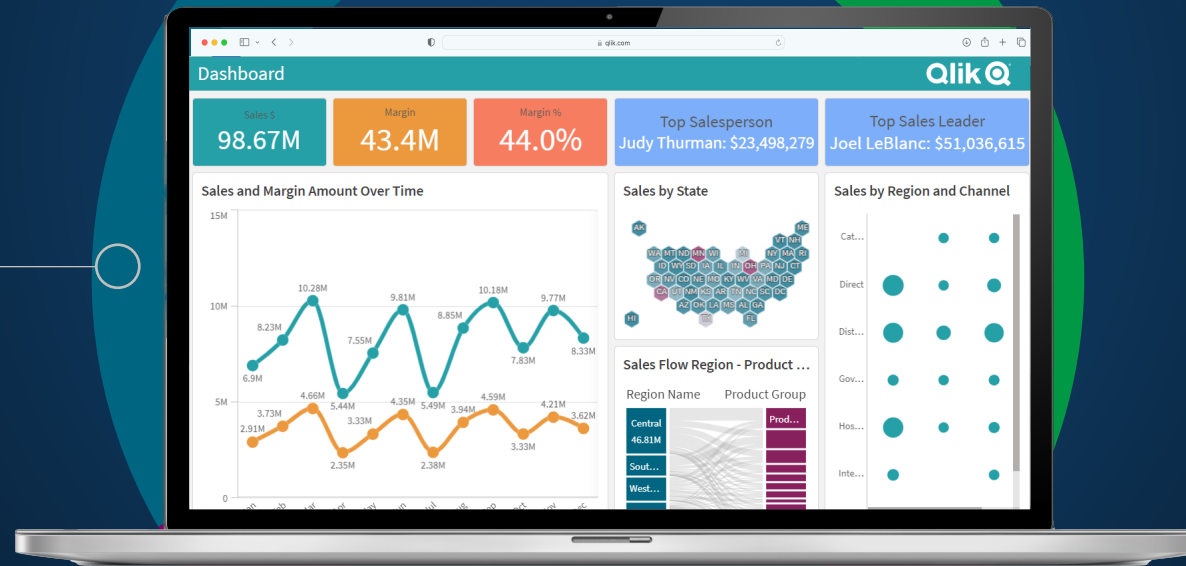 qlik.com
Dashboard
Qlik
Sales $
98.67M
Margin
43.4M
Margin %
44.0%
Top Salesperson
Judy Thurman: $23,498,279
Top Sales Leader
Joel LeBlanc: $51,036,615
Sales and Margin Amount Over Time
15M
10M
5M
0
6.9M
8.23M
10.28M
5.44M
7.55M
9.81M
5.49M
8.85M
10.18M
7.83M
9.77M
8.33M
2.91M
3.73M
4.66M
2.35M
3.33M
4.35M
2.38M
3.94M
4.59M
3.33M
4.21M
3.62M
Sales by State
AK
ME
VT NH
WA MT ND MN WI MI NY MA RI
ID WY SD IA IL IN OH PA NJ CT
OR NV CO NE MO KY WV VA MD DE
CA UT NM KS AR TN NC SC DC
AZ OK LA MS AL GA
HI
FL
Sales Flow Region - Product ...
Region Name
Product Group
Central
46.81M
Sout...
West...
Prod...
Sales by Region and Channel
Cat...
Direct
Dist...
Gov...
Hos...
Inte...